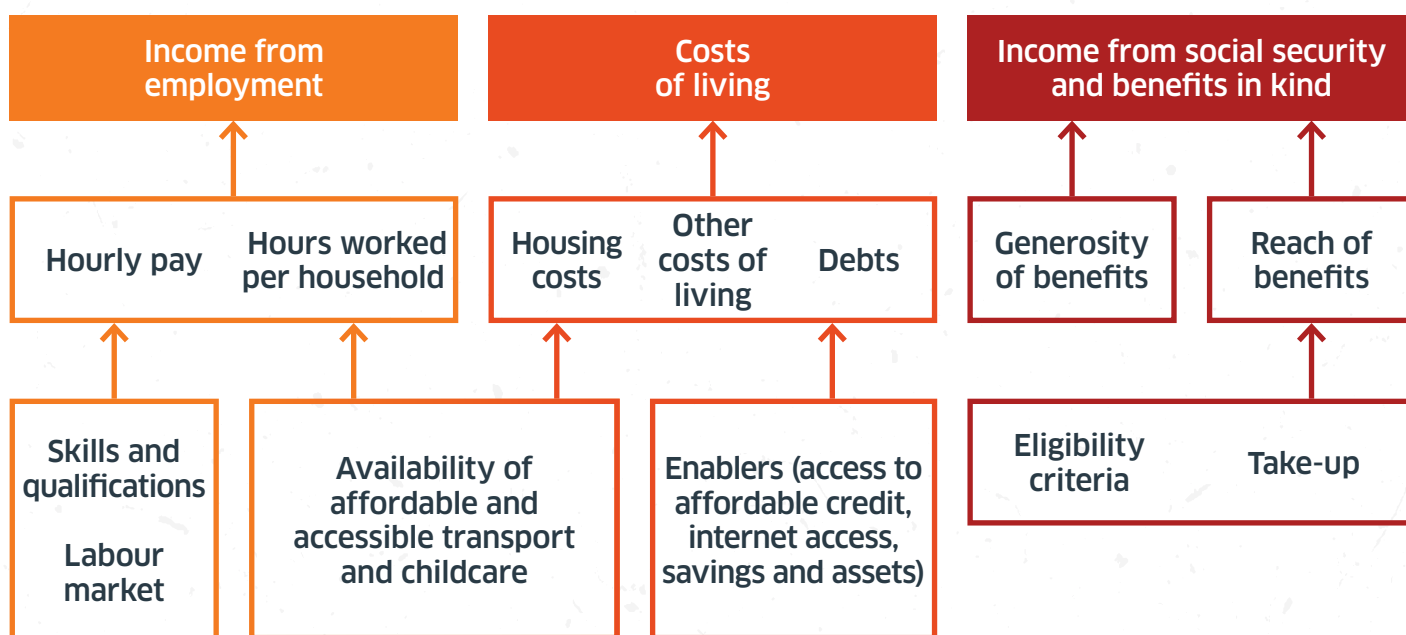 Income from
employment
Costs
of living
Income from social security
and benefits in kind
Hourly pay
Hours worked
per household
Housing
costs
Other
costs of
living
Debts
Generosity
of benefits
Reach of
benefits
Skills and
qualifications
Labour
market
Availability of
affordable and
accessible transport
and childcare
Enablers (access to
affordable credit,
internet access,
savings and assets)
Eligibility
criteria
Take-up